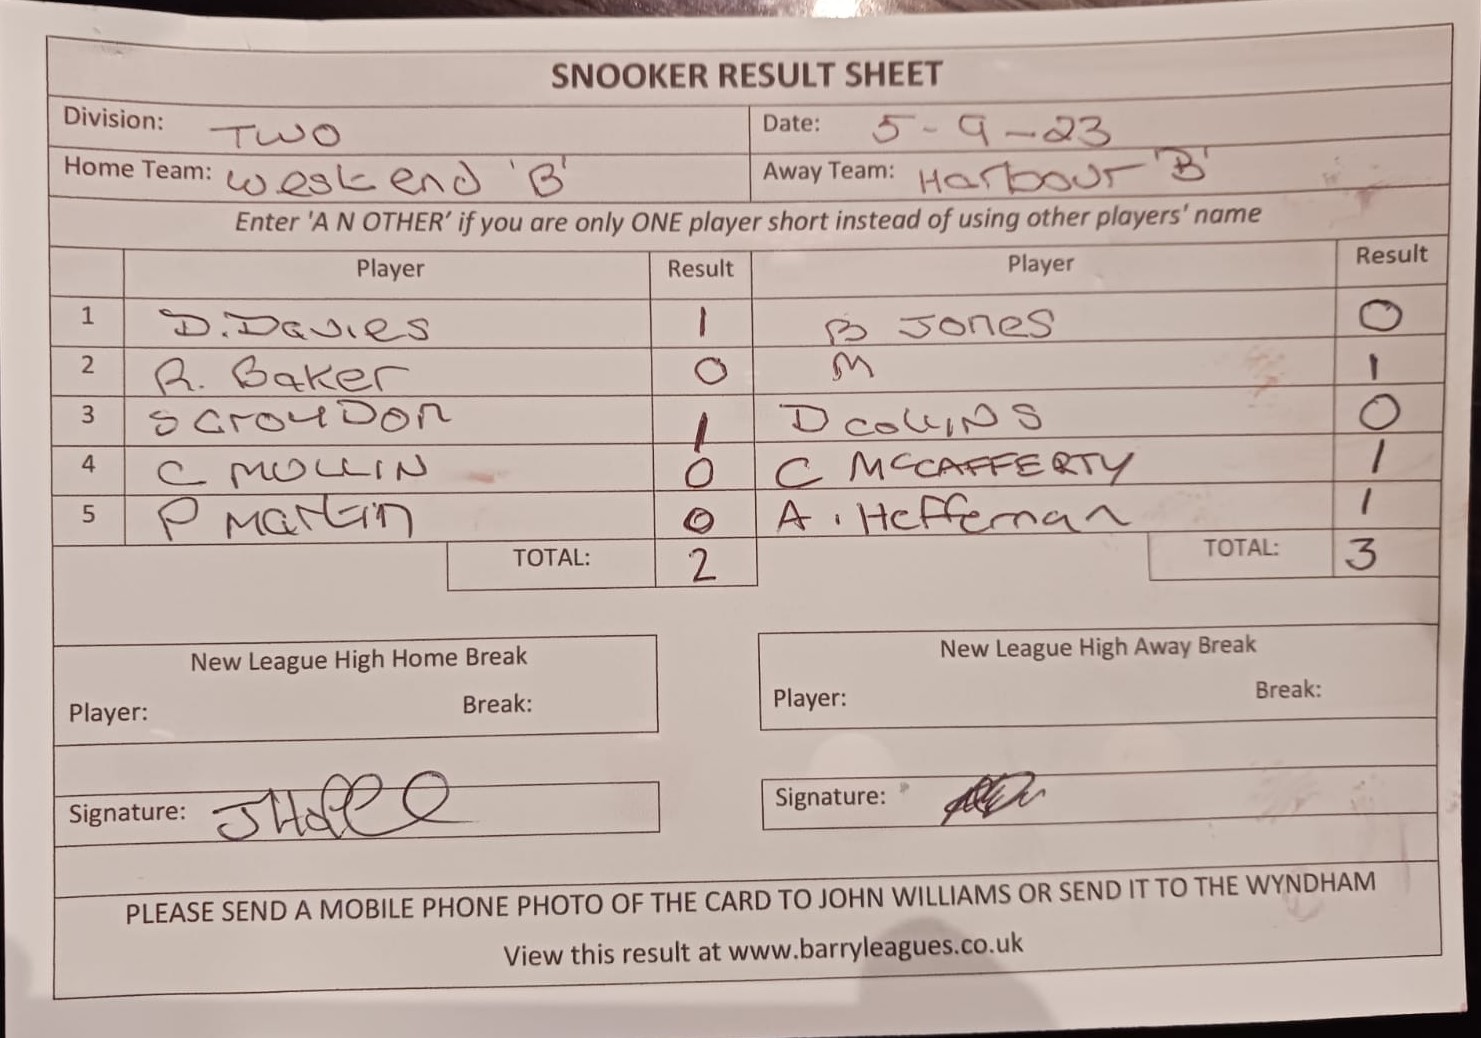 SNOOKER RESULT SHEET
Division: TWO Date: 5-9-23
Home Team: Weskend 'B' Away Team: Harbour 'B'
Enter 'A N OTHER' if you are only ONE player short instead of using other players' name
Player Result Player Result
1 D. Davies 1 B Jones 0
2 R. Baker 0 M 1
3 S Croydon 1 D Collins 0
4 C MULLIN 0 C MCCAFFERTY 1
5 P Martin 0 A. Heffernan 1
TOTAL: 2 TOTAL: 3
New League High Home Break New League High Away Break
Player: Break: Player: Break:
Signature: Signature:
PLEASE SEND A MOBILE PHONE PHOTO OF THE CARD TO JOHN WILLIAMS OR SEND IT TO THE WYNDHAM
View this result at www.barryleagues.co.uk